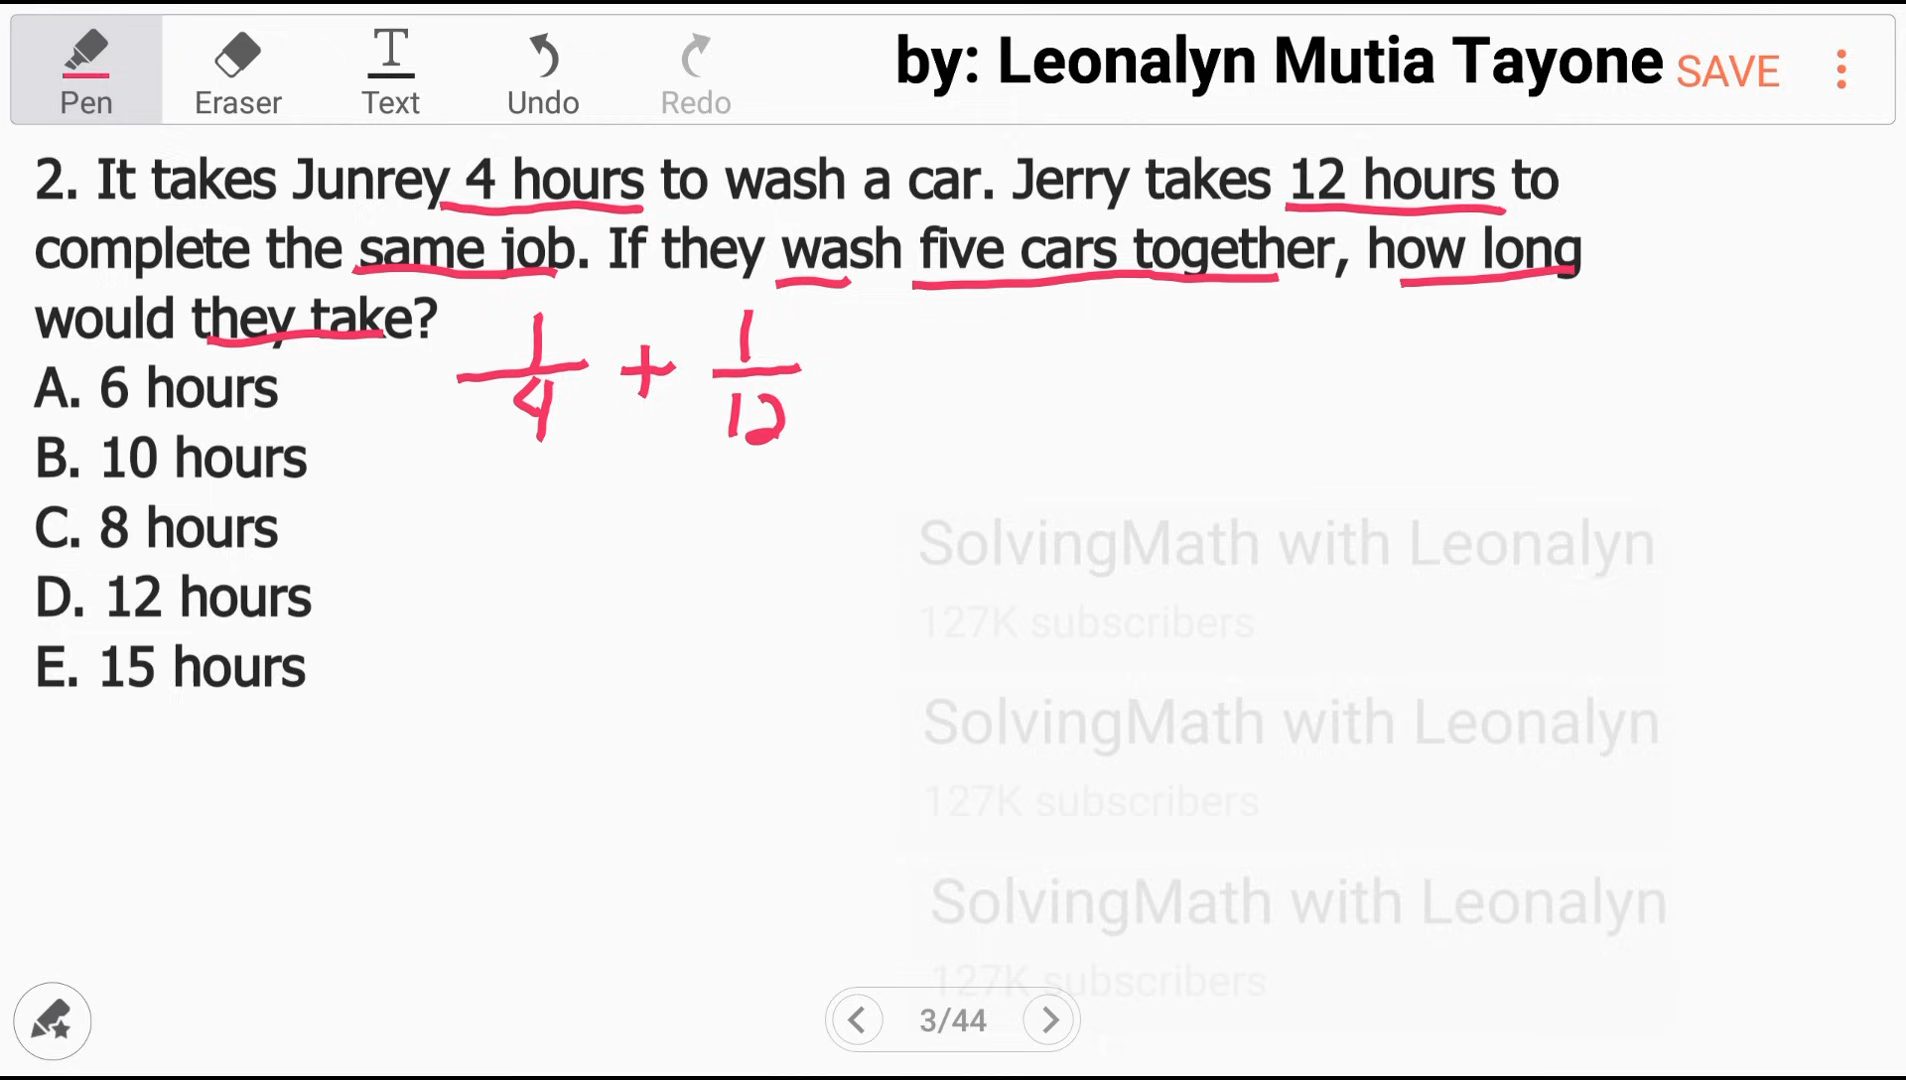 Pen Eraser Text Undo Redo by: Leonalyn Mutia Tayone SAVE
2. It takes Junrey 4 hours to wash a car. Jerry takes 12 hours to
complete the same job. If they wash five cars together, how long
would they take?
1/4 + 1/12
A. 6 hours
B. 10 hours
C. 8 hours
D. 12 hours
E. 15 hours
SolvingMath with Leonalyn
127K subscribers
SolvingMath with Leonalyn
127K subscribers
SolvingMath with Leonalyn
127K subscribers
3/44